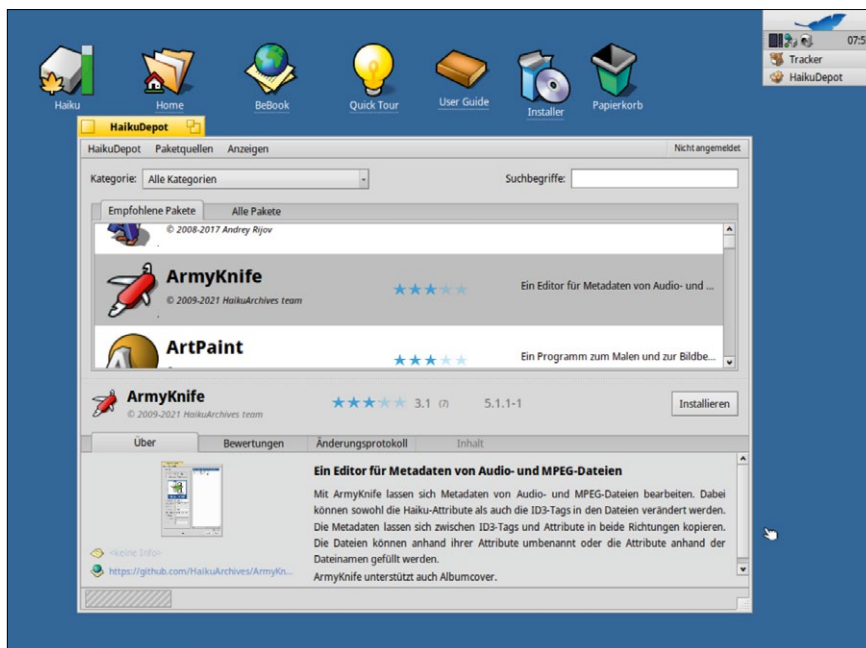 07:5
Tracker
HaikuDepot
Haiku
Home
BeBook
Quick Tour
User Guide
Installer
Papierkorb
HaikuDepot
HaikuDepot Paketquellen Anzeigen Nicht angemeldet
Kategorie: Alle Kategorien Suchbegriffe:
Empfohlene Pakete Alle Pakete
© 2008-2017 Andrey Rijov
ArmyKnife
© 2009-2021 HaikuArchives team
Ein Editor für Metadaten von Audio- und ...
ArtPaint
Ein Programm zum Malen und zur Bildbe...
ArmyKnife
© 2009-2021 HaikuArchives team
3.1 (7) 5.1.1-1 Installieren
Über Bewertungen Änderungsprotokoll Inhalt
Ein Editor für Metadaten von Audio- und MPEG-Dateien
Mit ArmyKnife lassen sich Metadaten von Audio- und MPEG-Dateien bearbeiten. Dabei
können sowohl die Haiku-Attribute als auch die ID3-Tags in den Dateien verändert werden.
Die Metadaten lassen sich zwischen ID3-Tags und Attribute in beide Richtungen kopieren.
Die Dateien können anhand ihrer Attribute umbenannt oder die Attribute anhand der
Dateinamen gefüllt werden.
ArmyKnife unterstützt auch Albumcover.
<keine Info>
https://github.com/HaikuArchives/ArmyKn...